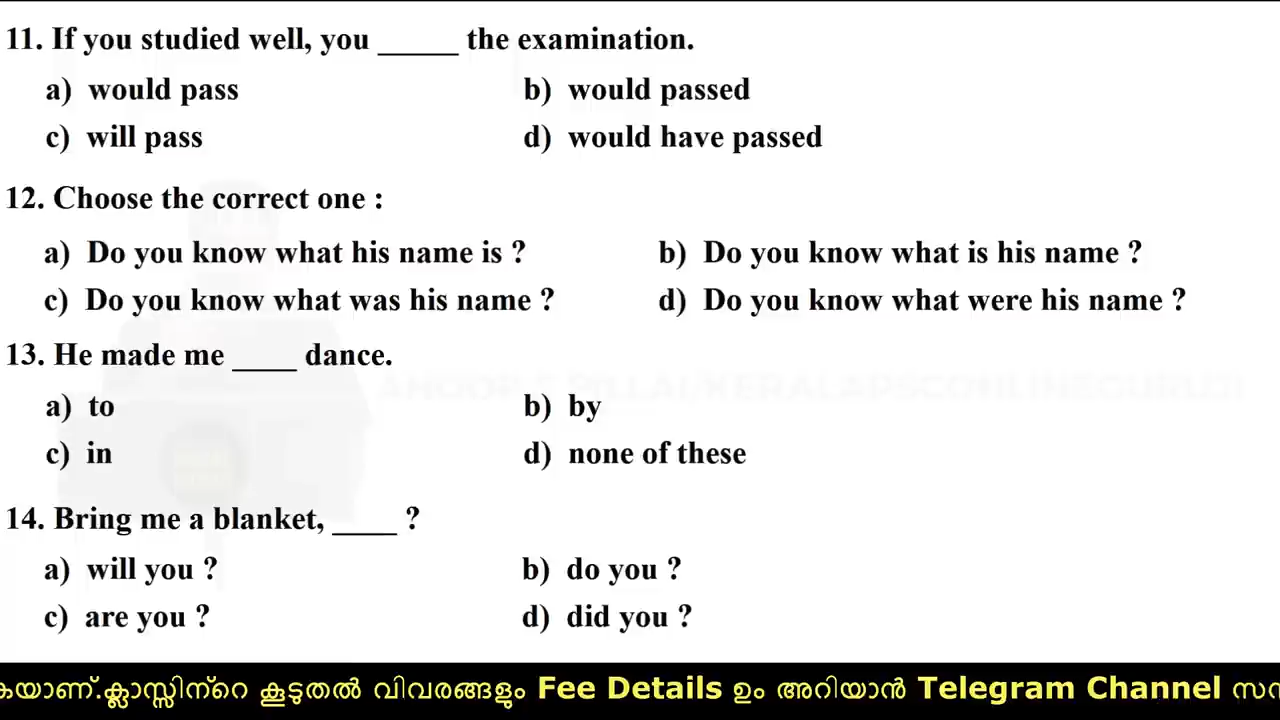 11. If you studied well, you _____ the examination.
a) would pass b) would passed
c) will pass d) would have passed
12. Choose the correct one :
a) Do you know what his name is ? b) Do you know what is his name ?
c) Do you know what was his name ? d) Do you know what were his name ?
13. He made me ____ dance.
a) to b) by
c) in d) none of these
14. Bring me a blanket, ____ ?
a) will you ? b) do you ?
c) are you ? d) did you ?
കയാണ്.ക്ലാസ്സിന്റെ കൂടുതൽ വിവരങ്ങളും Fee Details ഉം അറിയാൻ Telegram Channel